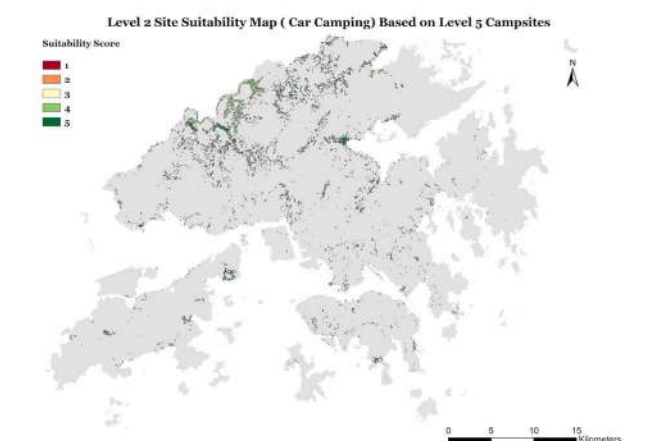 Level 2 Site Suitability Map ( Car Camping) Based on Level 5 Campsites
Suitability Score
1
2
3
4
5
N
0 5 10 15
Kilometers